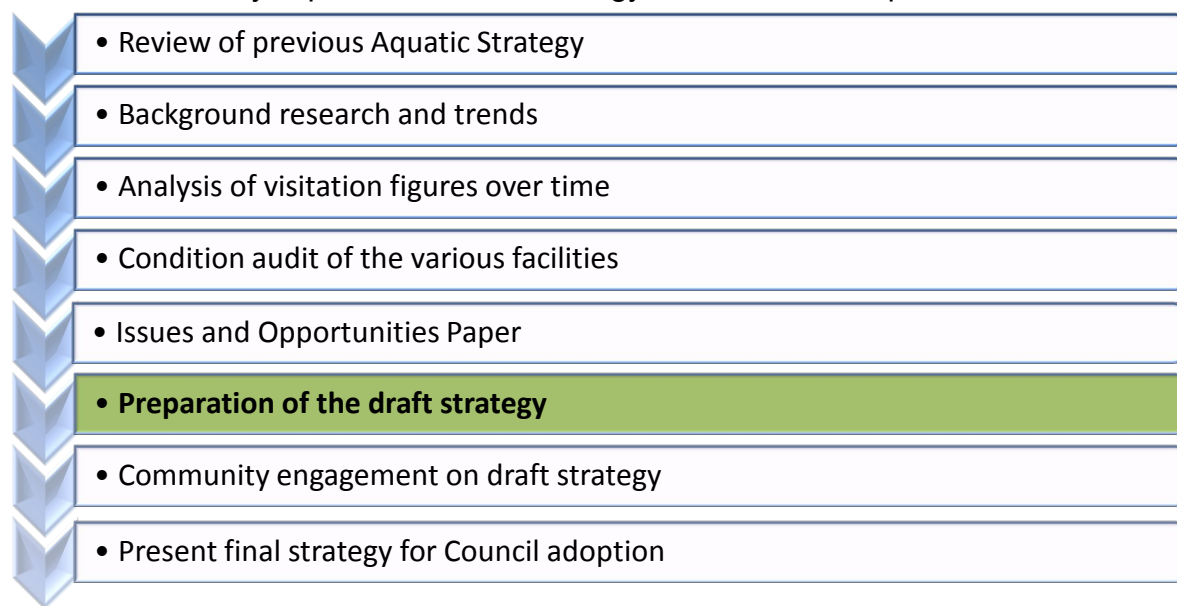 • Review of previous Aquatic Strategy
• Background research and trends
• Analysis of visitation figures over time
• Condition audit of the various facilities
• Issues and Opportunities Paper
• Preparation of the draft strategy
• Community engagement on draft strategy
• Present final strategy for Council adoption